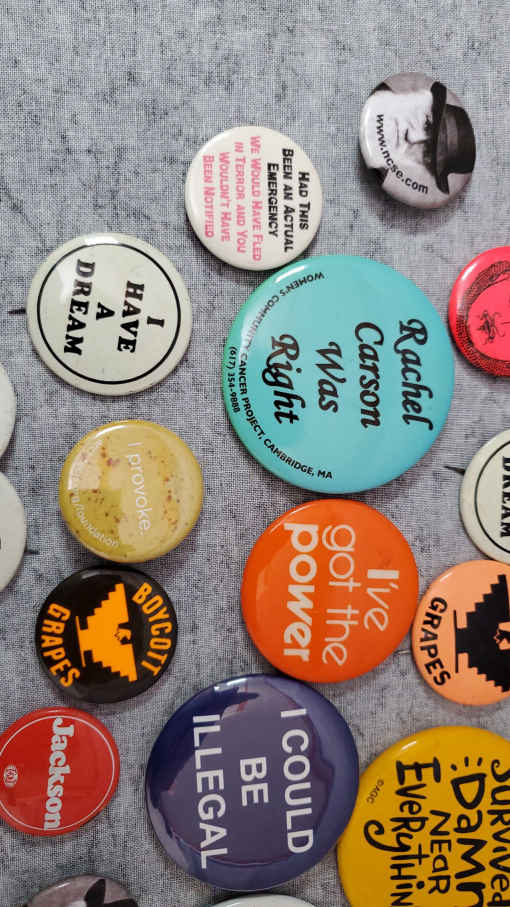 www.ncse.com
HAD THIS
BEEN AN ACTUAL
EMERGENCY
WE WOULD HAVE FLED
IN TERROR AND YOU
WOULDN'T HAVE
BEEN NOTIFIED
I
HAVE
A
DREAM
Rachel
Carson
Was
Right
WOMEN'S COMMUNITY CANCER PROJECT, CAMBRIDGE, MA
(617) 354-9888
DREAM
I provoke.
I've
got the
power
BOYCOTT
GRAPES
GRAPES
Jackson
I COULD
BE
ILLEGAL
Survived
Damn
NEAR
EVERYTHIN
©AGC